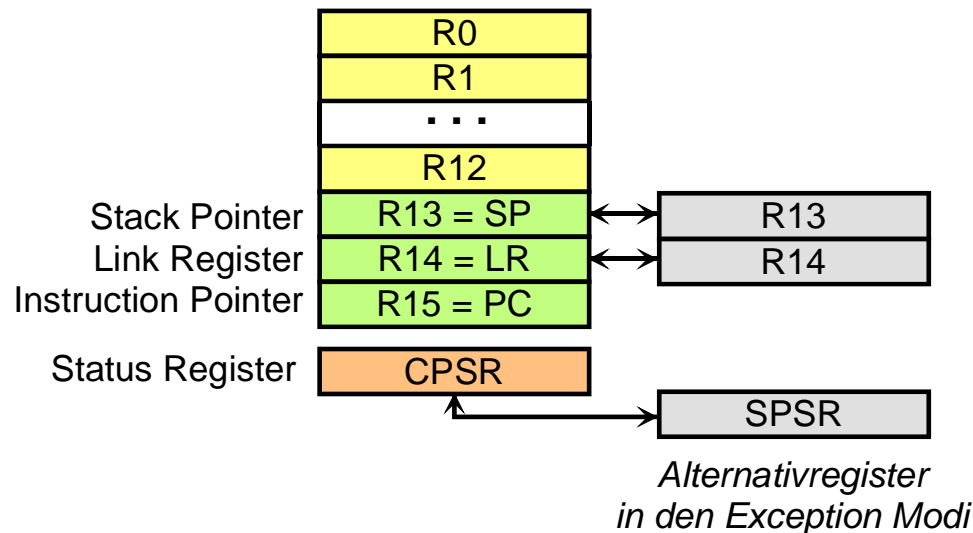 R0
R1
. . .
R12
Stack Pointer R13 = SP R13
Link Register R14 = LR R14
Instruction Pointer R15 = PC
Status Register CPSR
SPSR
Alternativregister
in den Exception Modi